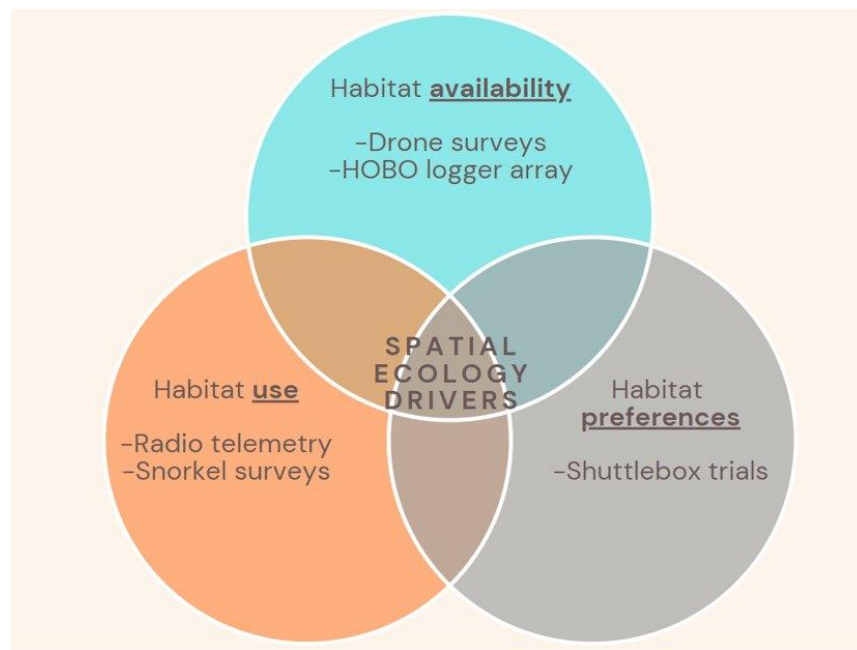 Habitat availability
-Drone surveys
-HOBO logger array
SPATIAL
ECOLOGY
DRIVERS
Habitat use
-Radio telemetry
-Snorkel surveys
Habitat
preferences
-Shuttlebox trials